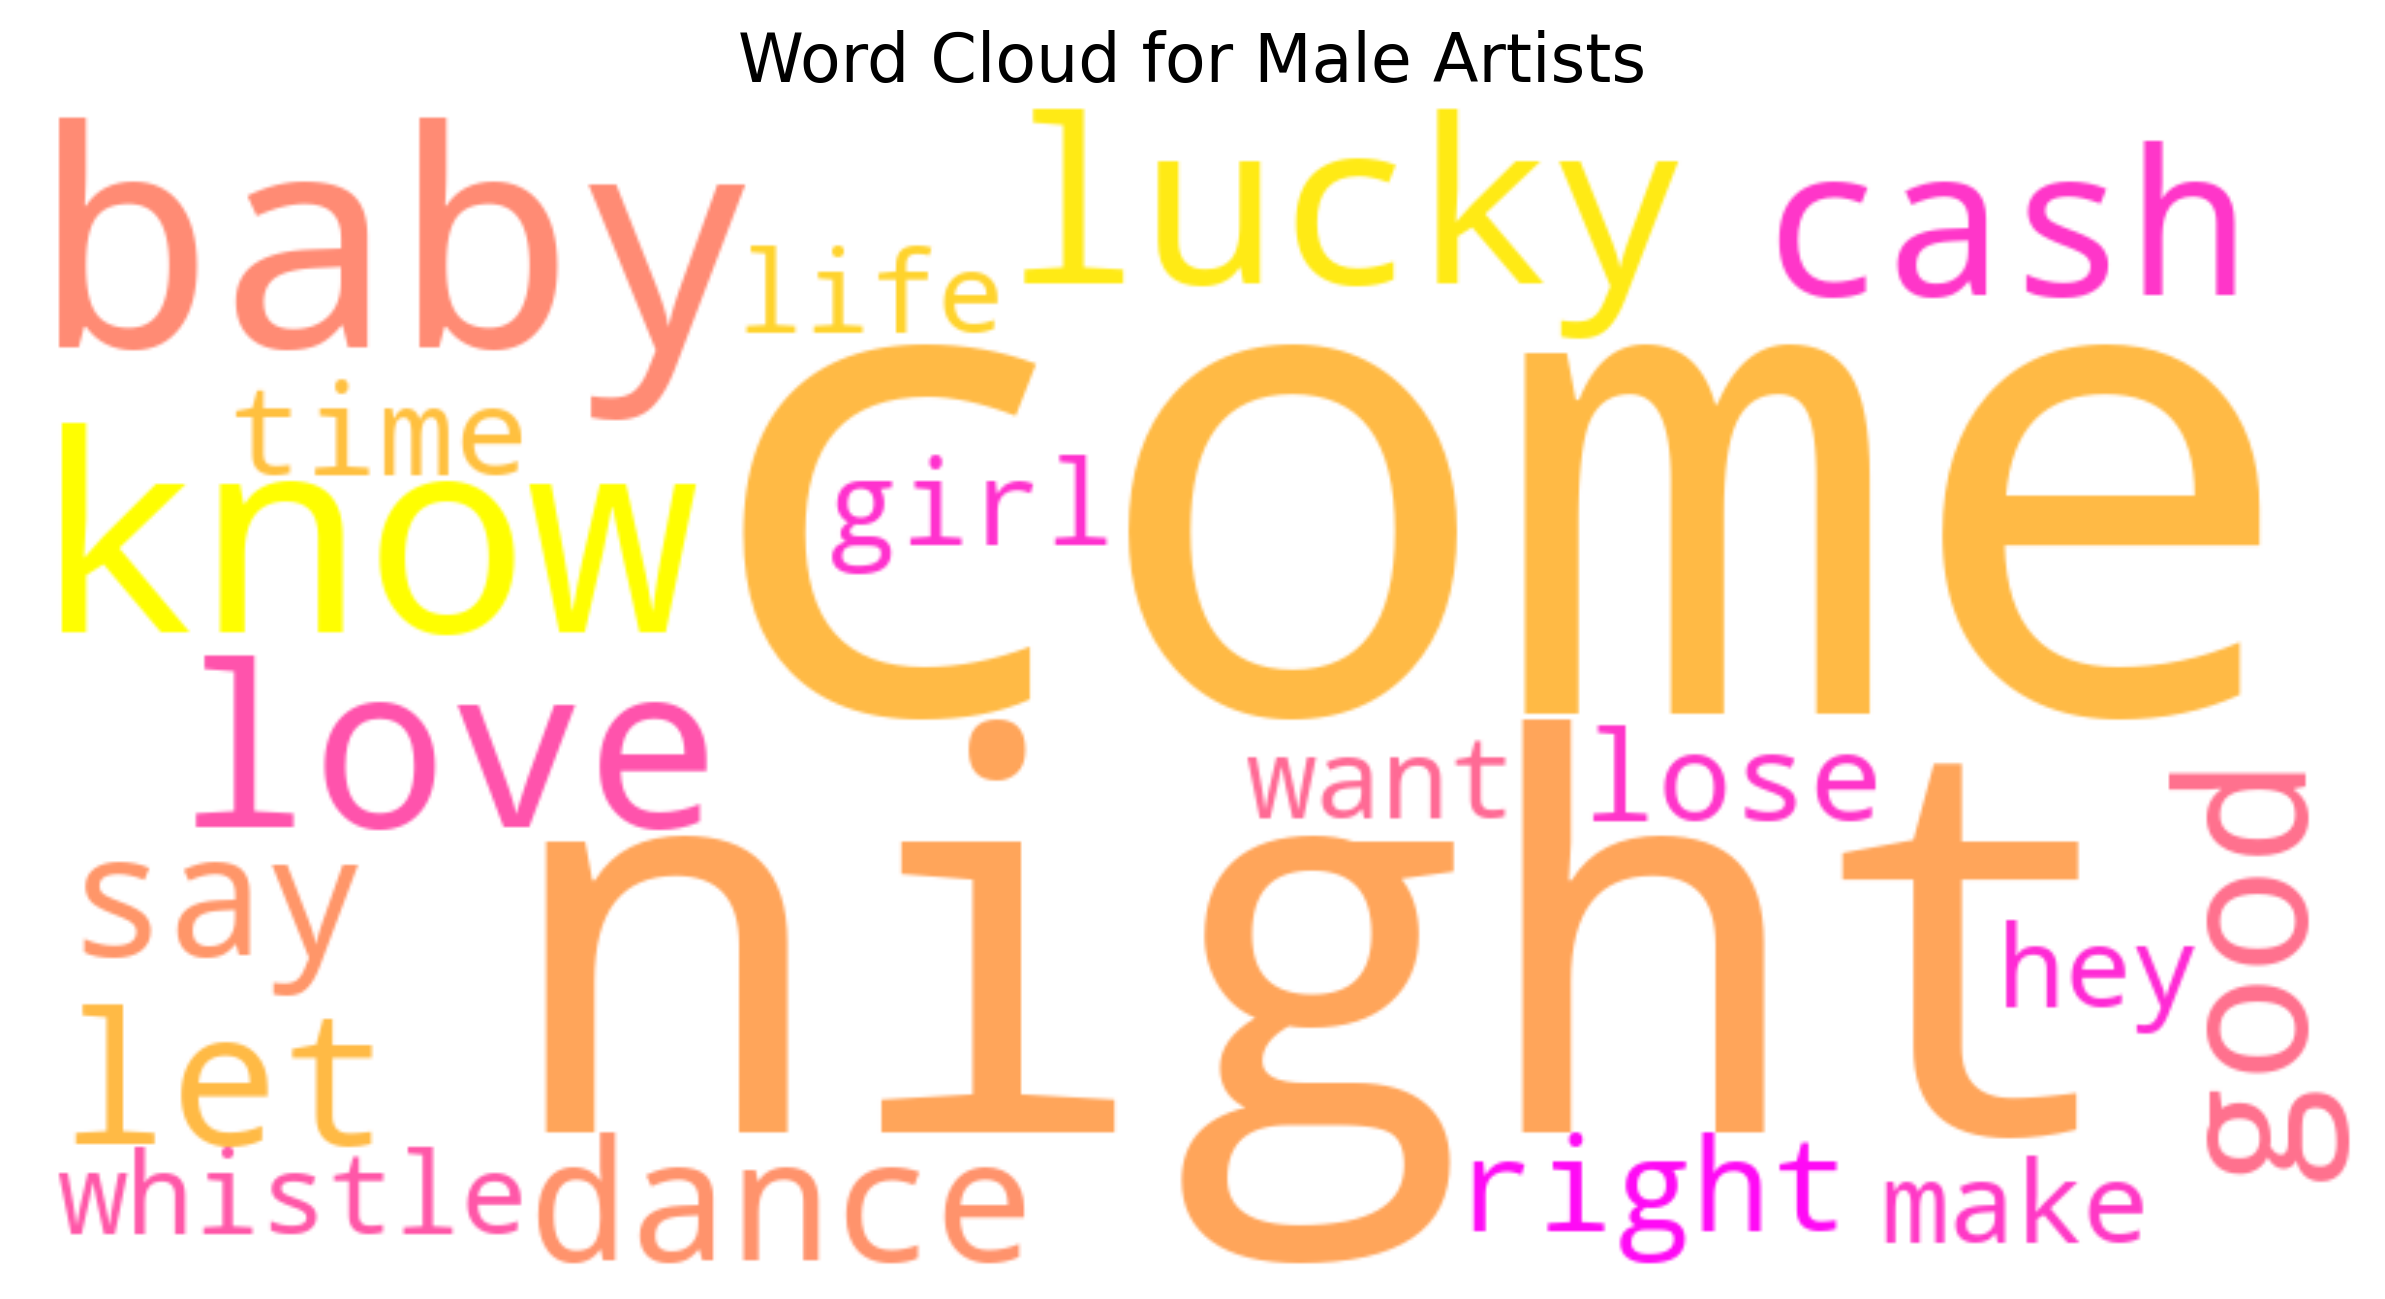 Word Cloud for Male Artists
baby
lucky
cash
life
come
time
know
girl
love
night
want
lose
good
say
hey
let
whistle
dance
right
make